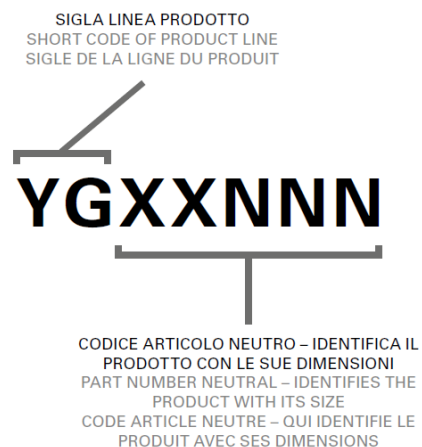 SIGLA LINEA PRODOTTO
SHORT CODE OF PRODUCT LINE
SIGLE DE LA LIGNE DU PRODUIT
YGXXNNN
CODICE ARTICOLO NEUTRO – IDENTIFICA IL
PRODOTTO CON LE SUE DIMENSIONI
PART NUMBER NEUTRAL – IDENTIFIES THE
PRODUCT WITH ITS SIZE
CODE ARTICLE NEUTRE – QUI IDENTIFIE LE
PRODUIT AVEC SES DIMENSIONS